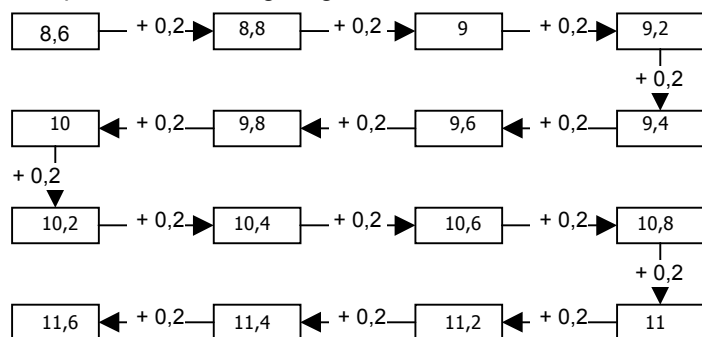 8,6 + 0,2 8,8 + 0,2 9 + 0,2 9,2
+ 0,2
10 + 0,2 9,8 + 0,2 9,6 + 0,2 9,4
+ 0,2
10,2 + 0,2 10,4 + 0,2 10,6 + 0,2 10,8
+ 0,2
11,6 + 0,2 11,4 + 0,2 11,2 + 0,2 11